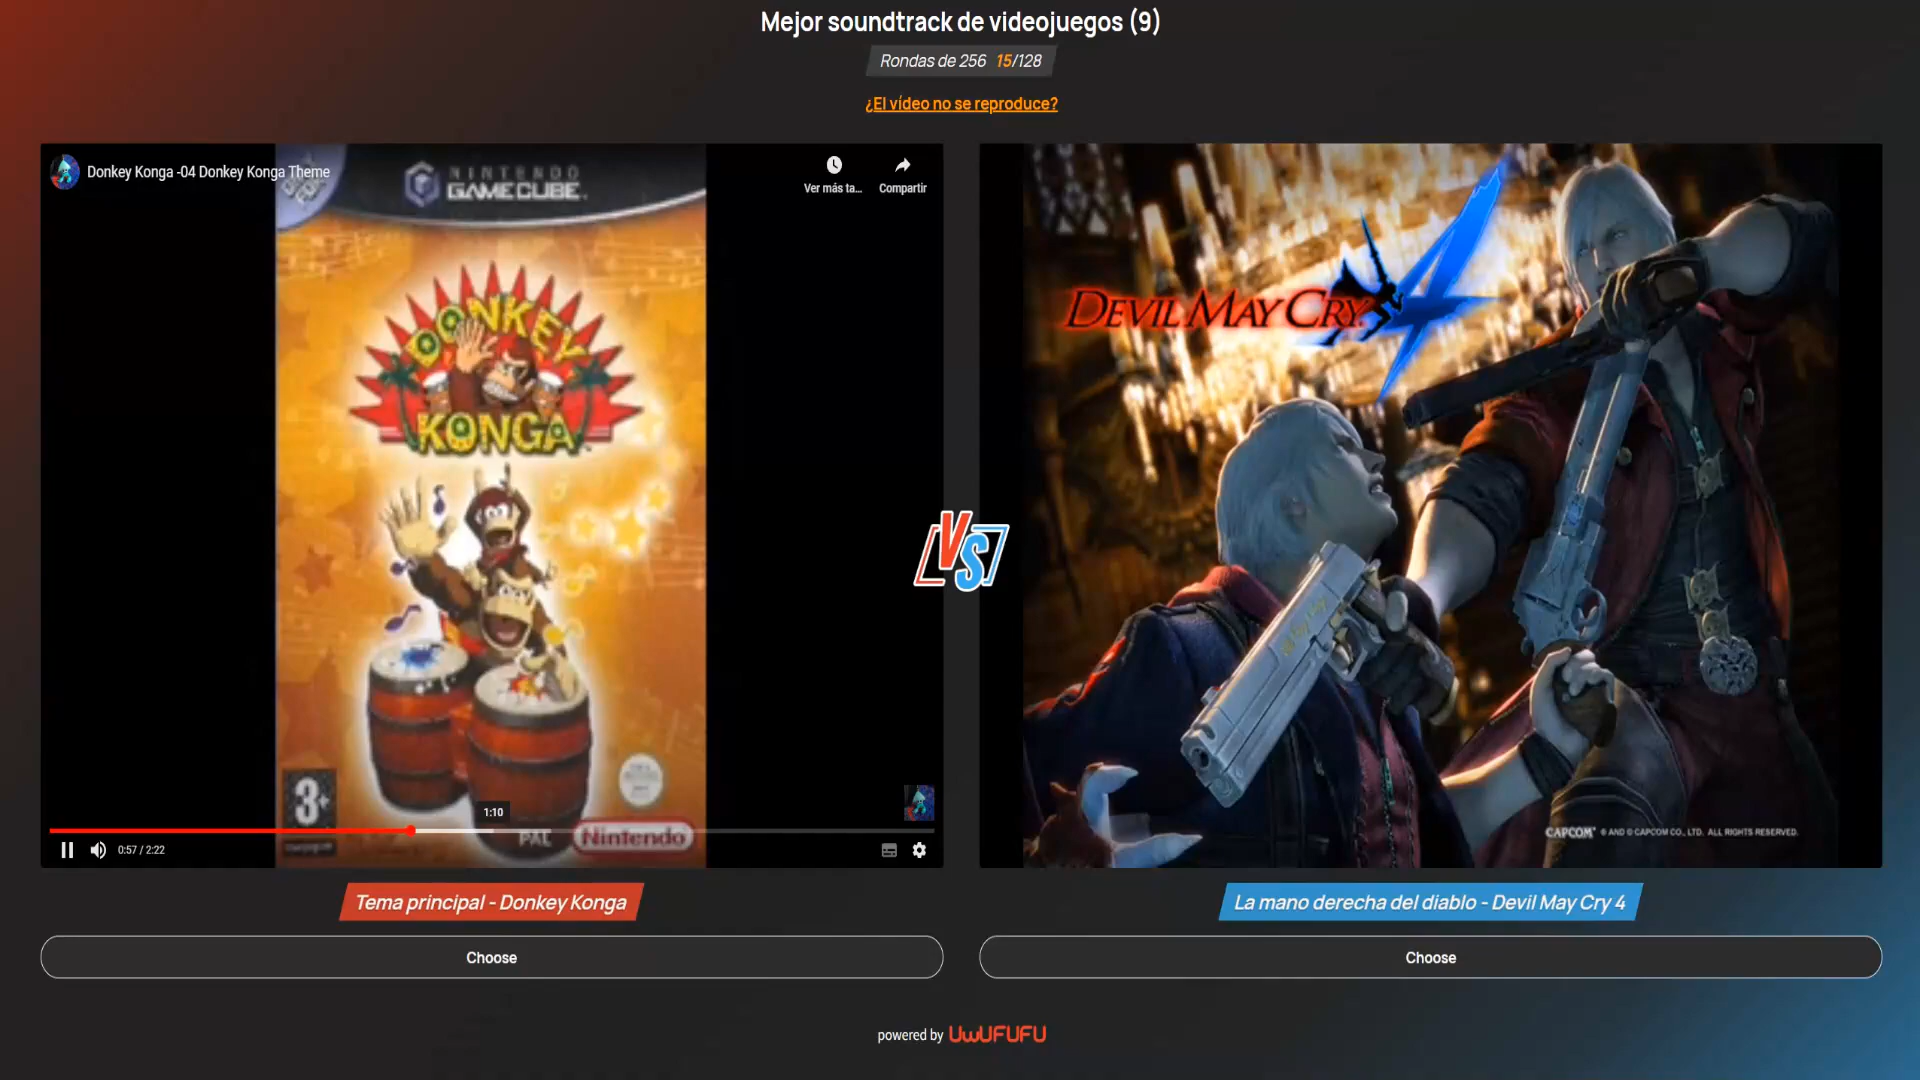 Mejor soundtrack de videojuegos (9)
Rondas de 256 15/128
¿El vídeo no se reproduce?
Donkey Konga -04 Donkey Konga Theme
Ver más ta...
Compartir
NINTENDO
GAMECUBE
DONKEY
KONGA
3+
PAL
Nintendo
1:10
0:57 / 2:22
VS
DEVIL MAY CRY 4
CAPCOM © AND © CAPCOM CO., LTD. ALL RIGHTS RESERVED.
Tema principal - Donkey Konga
La mano derecha del diablo - Devil May Cry 4
Choose
Choose
powered by UwUFUFU